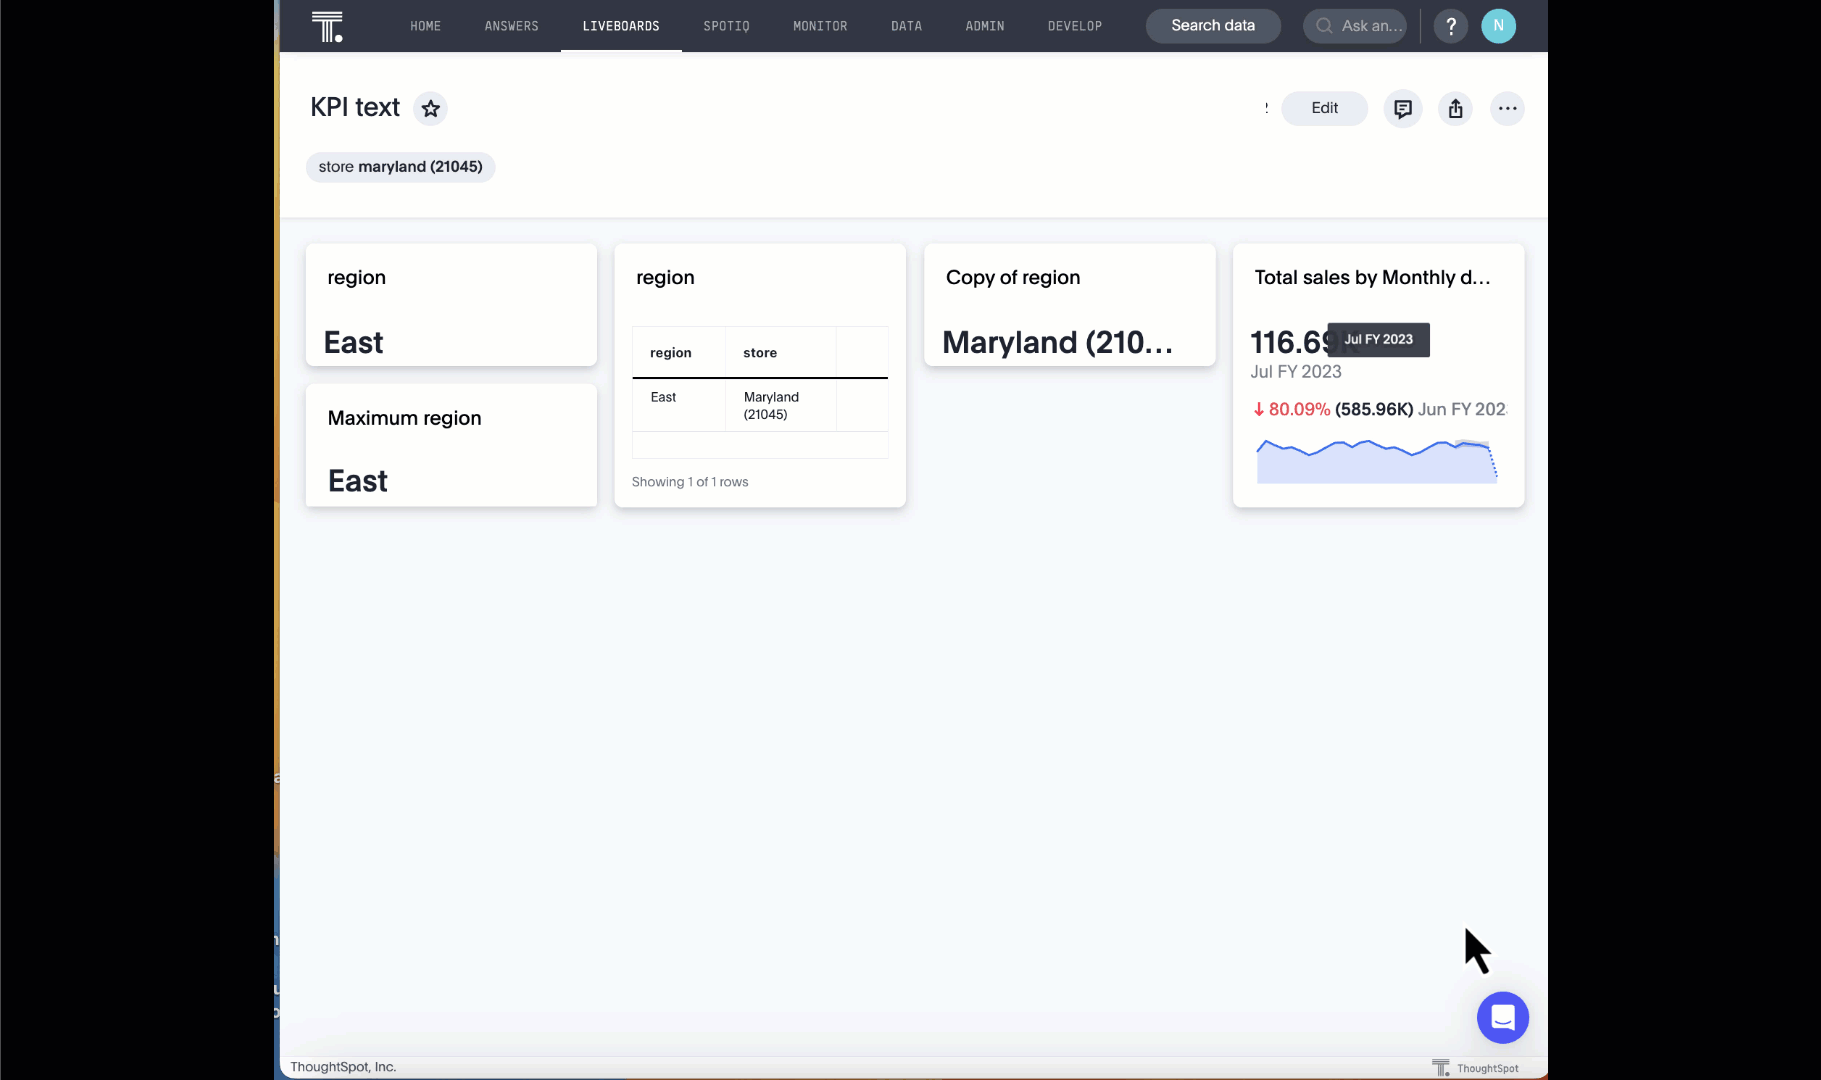 T.
HOME ANSWERS LIVEBOARDS SPOTIQ MONITOR DATA ADMIN DEVELOP Search data Ask an... ? N
KPI text
Edit
store maryland (21045)
region
East
region
region store
East Maryland
(21045)
Showing 1 of 1 rows
Copy of region
Maryland (210...
Total sales by Monthly d...
116.69K
Jul FY 2023
Jul FY 2023
↓ 80.09% (585.96K) Jun FY 202
Maximum region
East
ThoughtSpot, Inc.
T. ThoughtSpot